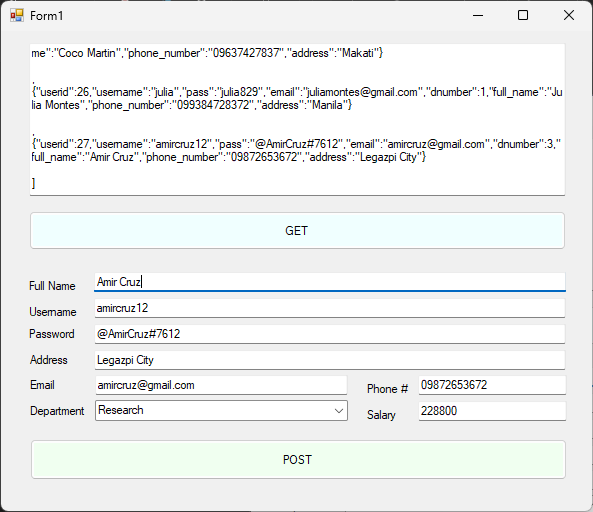 Form1
me":"Coco Martin","phone_number":"09637427837","address":"Makati"}
,
{"userid":26,"username":"julia","pass":"julia829","email":"juliamontes@gmail.com","dnumber":1,"full_name":"Ju
lia Montes","phone_number":"099384728372","address":"Manila"}
,
{"userid":27,"username":"amircruz12","pass":"@AmirCruz#7612","email":"amircruz@gmail.com","dnumber":3,"
full_name":"Amir Cruz","phone_number":"09872653672","address":"Legazpi City"}
]
GET
Full Name Amir Cruz
Username amircruz12
Password @AmirCruz#7612
Address Legazpi City
Email amircruz@gmail.com Phone # 09872653672
Department Research Salary 228800
POST